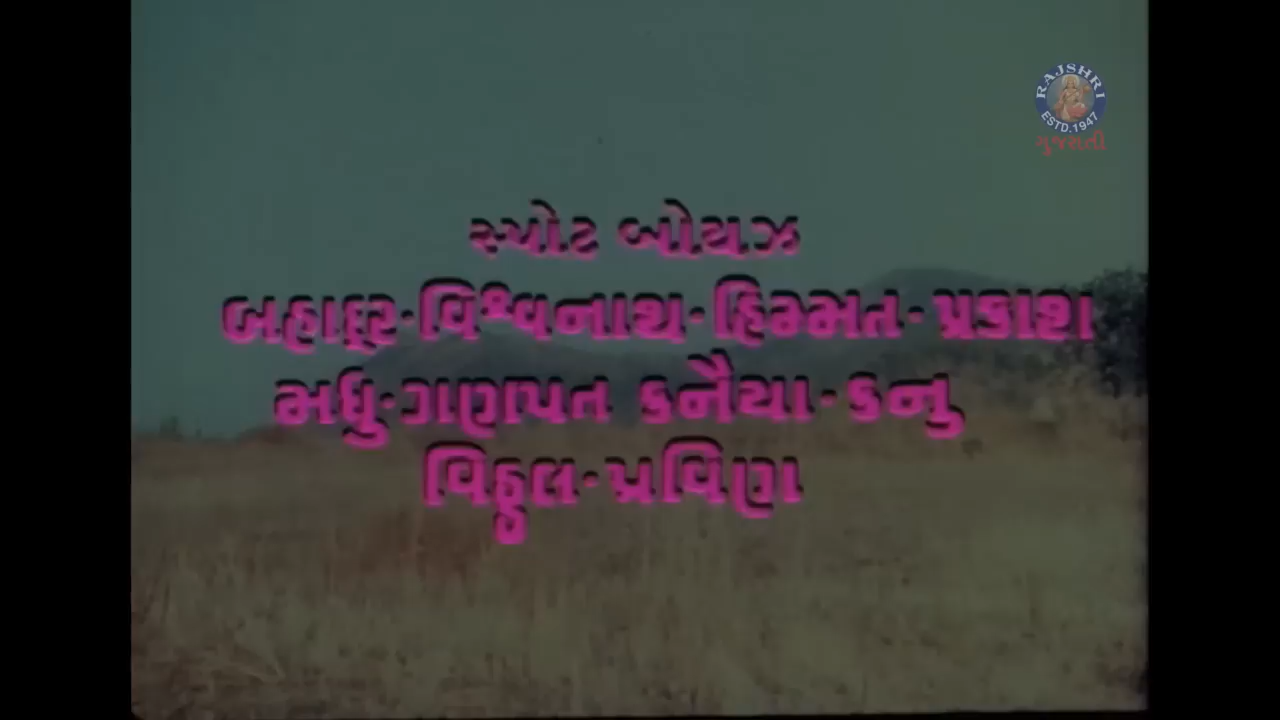 RAJSHRI
ESTD.1947
ગુજરાતી
સ્પોટ બોયઝ
બહાદૂર·વિશ્વનાથ·હિમ્મત·પ્રકાશ
મધુ·ગણપત કનૈયા·કનુ
વિઠ્ઠલ·પ્રવિણ